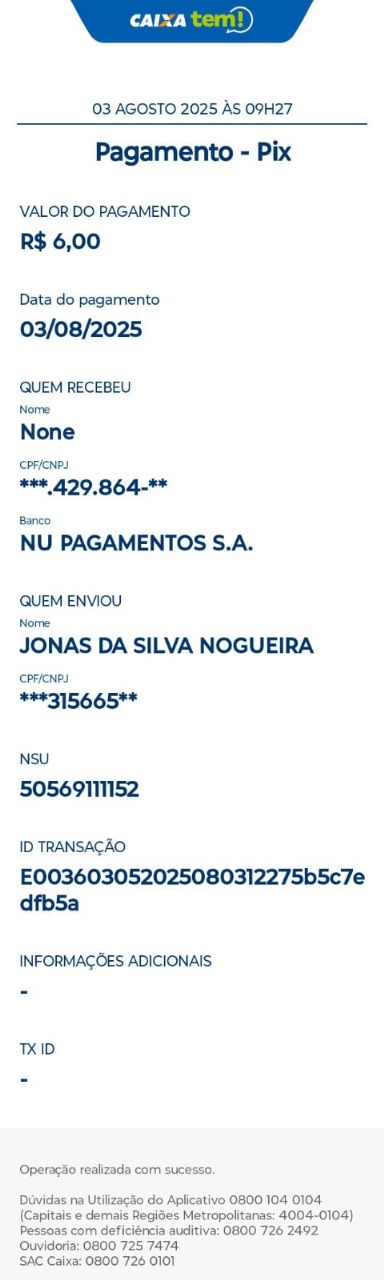 CAIXA tem!
03 AGOSTO 2025 ÀS 09H27
Pagamento - Pix
VALOR DO PAGAMENTO
R$ 6,00
Data do pagamento
03/08/2025
QUEM RECEBEU
Nome
None
CPF/CNPJ
***.429.864-**
Banco
NU PAGAMENTOS S.A.
QUEM ENVIOU
Nome
JONAS DA SILVA NOGUEIRA
CPF/CNPJ
***315665**
NSU
50569111152
ID TRANSAÇÃO
E00360305202508031 2275b5c7e
dfb5a
INFORMAÇÕES ADICIONAIS
-
TX ID
-
Operação realizada com sucesso.
Dúvidas na Utilização do Aplicativo 0800 104 0104
(Capitais e demais Regiões Metropolitanas: 4004-0104)
Pessoas com deficiência auditiva: 0800 726 2492
Ouvidoria: 0800 725 7474
SAC Caixa: 0800 726 0101